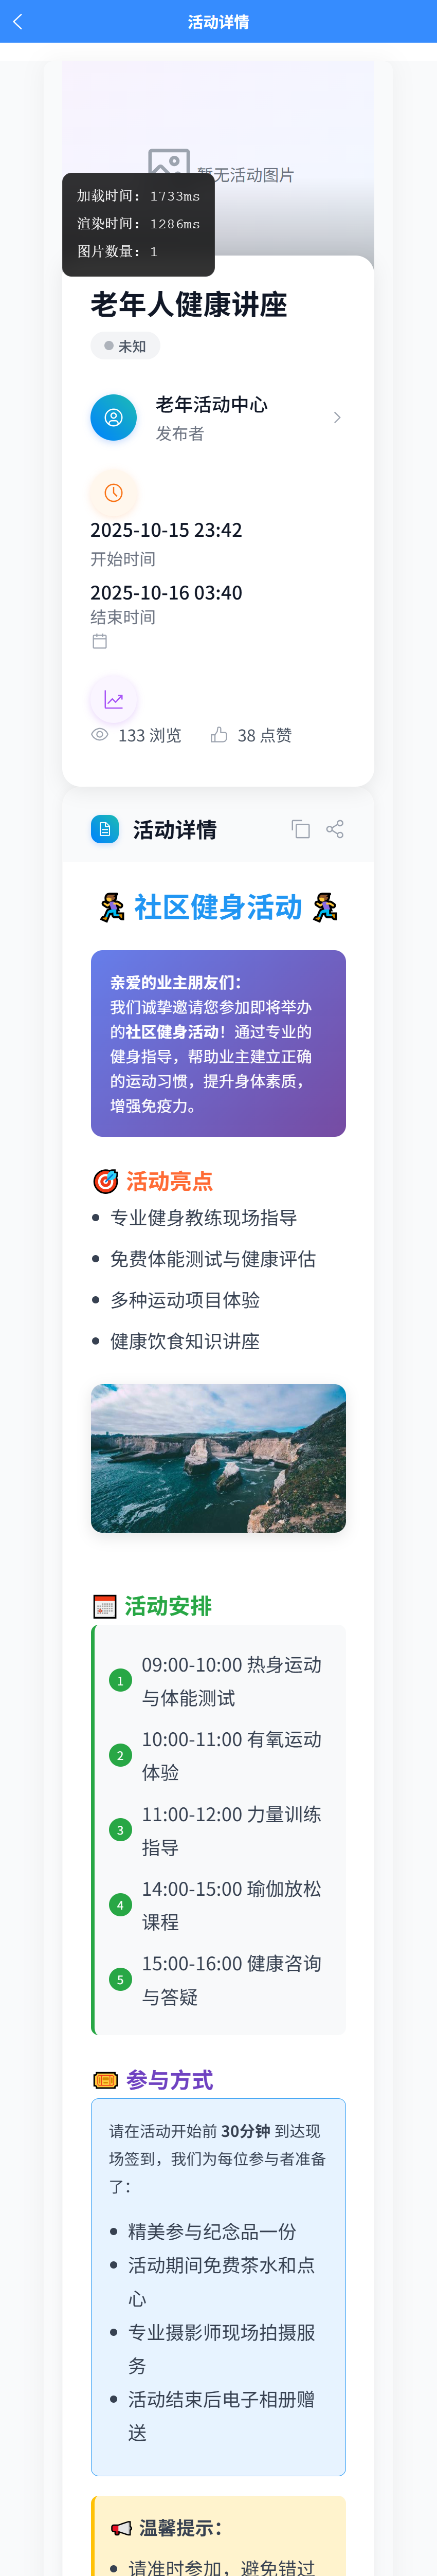 活动详情
暂无活动图片
加载时间: 1733ms
渲染时间: 1286ms
图片数量: 1
老年人健康讲座
未知
老年活动中心
发布者
2025-10-15 23:42
开始时间
2025-10-16 03:40
结束时间
133 浏览 38 点赞
活动详情
🏃‍♂️ 社区健身活动 🏃‍♂️
亲爱的业主朋友们：
我们诚挚邀请您参加即将举办
的社区健身活动！通过专业的
健身指导，帮助业主建立正确
的运动习惯，提升身体素质，
增强免疫力。
🎯 活动亮点
• 专业健身教练现场指导
• 免费体能测试与健康评估
• 多种运动项目体验
• 健康饮食知识讲座
📅 活动安排
1 09:00-10:00 热身运动
与体能测试
2 10:00-11:00 有氧运动
体验
3 11:00-12:00 力量训练
指导
4 14:00-15:00 瑜伽放松
课程
5 15:00-16:00 健康咨询
与答疑
🎫 参与方式
请在活动开始前 30分钟 到达现
场签到，我们为每位参与者准备
了：
• 精美参与纪念品一份
• 活动期间免费茶水和点
心
• 专业摄影师现场拍摄服
务
• 活动结束后电子相册赠
送
📢 温馨提示：
• 请准时参加，避免错过